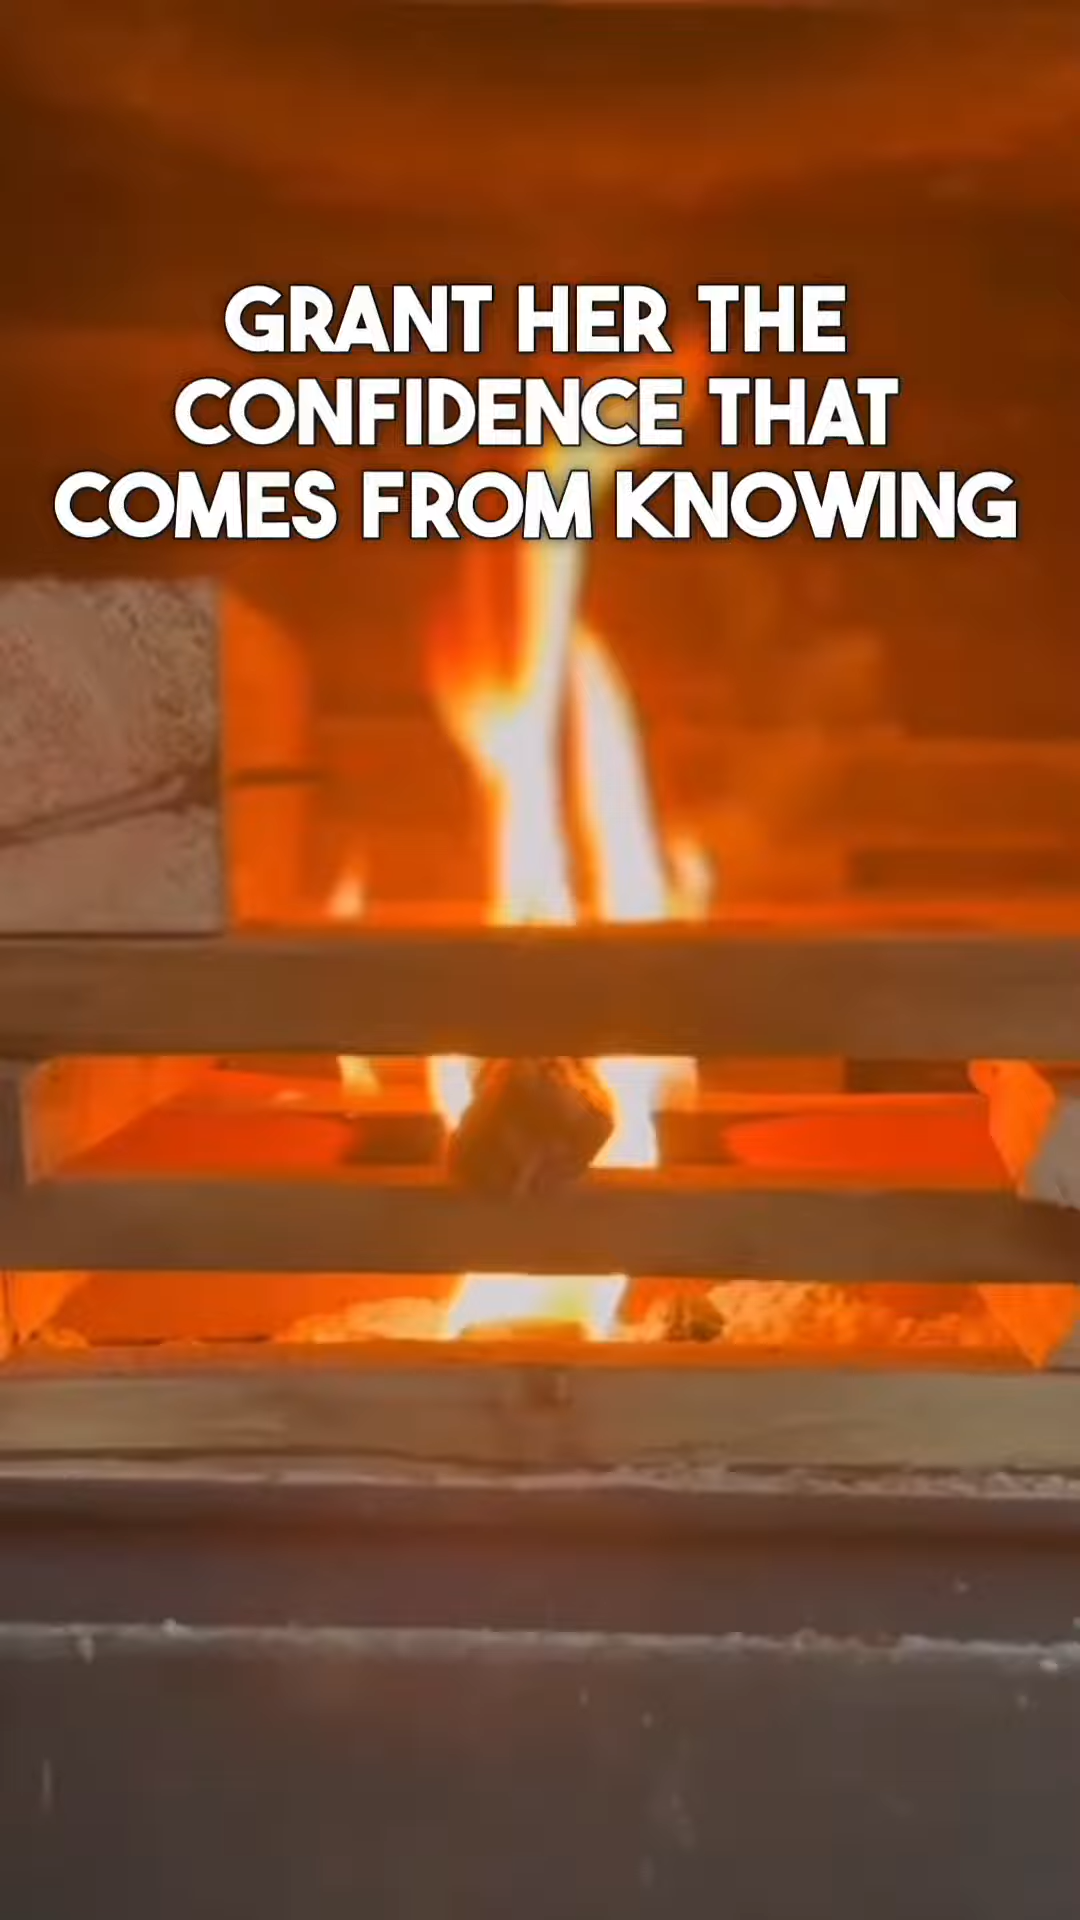 GRANT HER THE
CONFIDENCE THAT
COMES FROM KNOWING